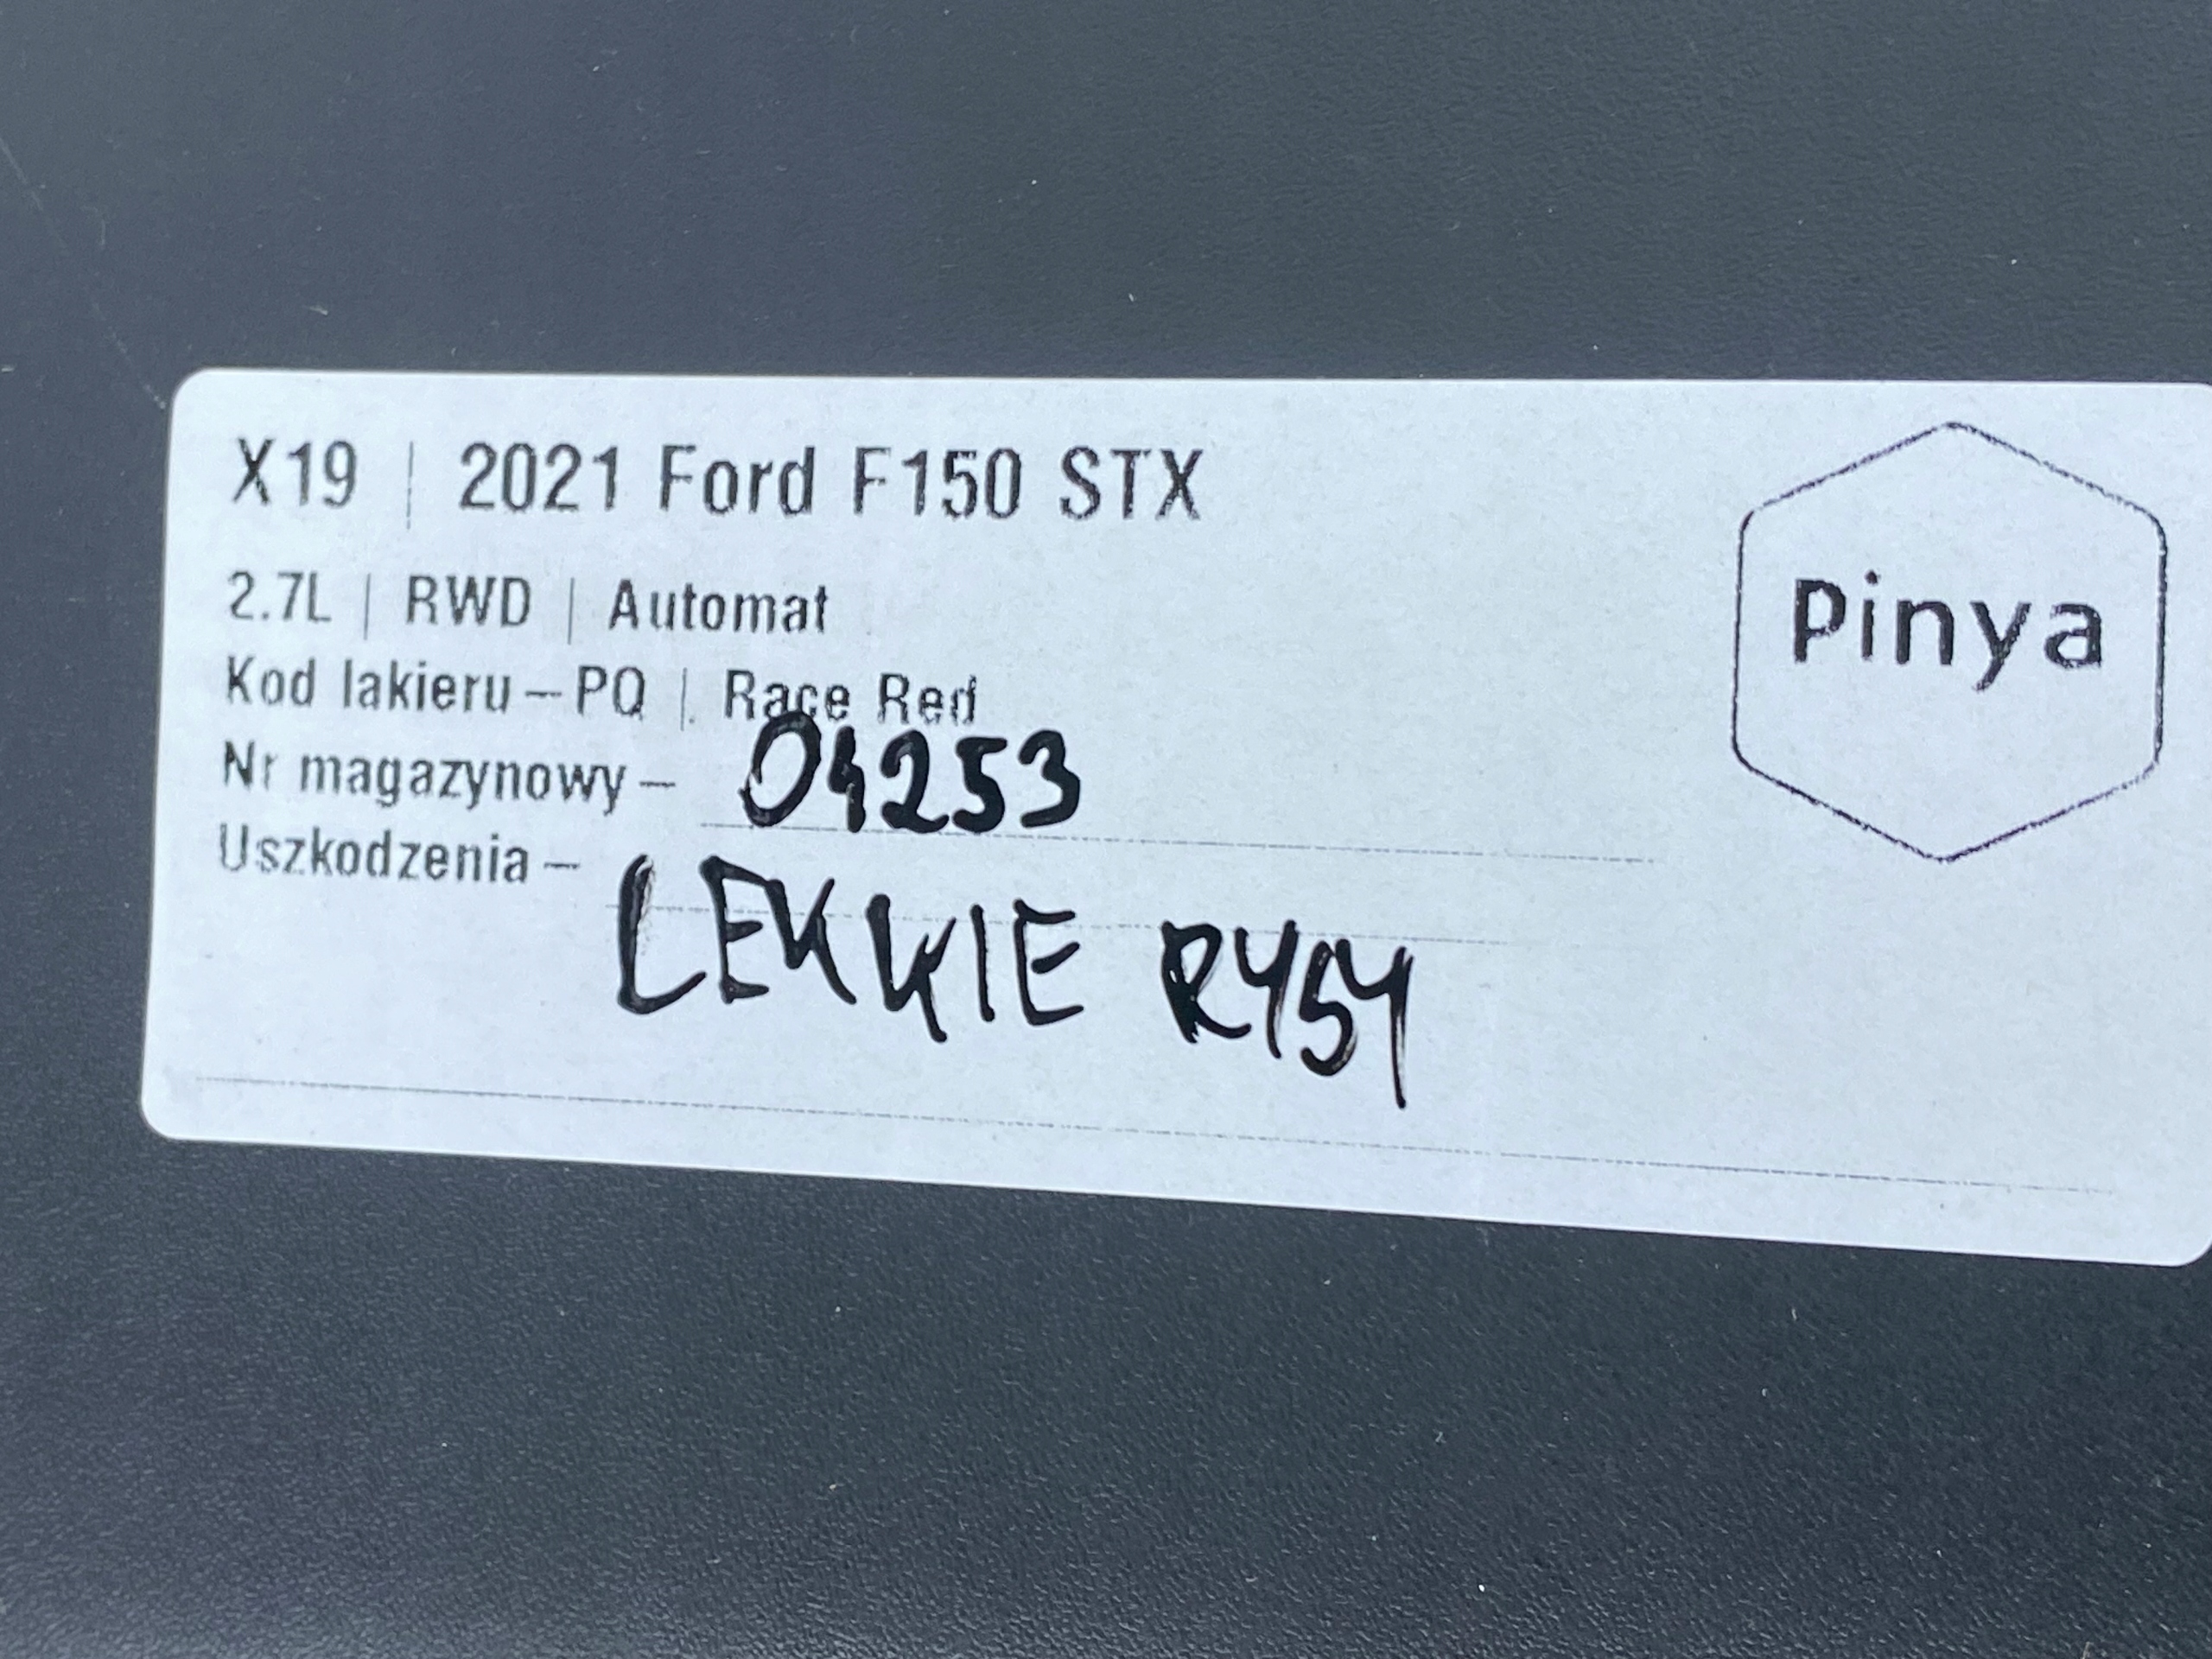 X19 | 2021 Ford F150 STX
2.7L | RWD | Automat
Kod lakieru – PQ | Race Red
Nr magazynowy – 04253
Uszkodzenia – LEKKIE RYSY
Pinya